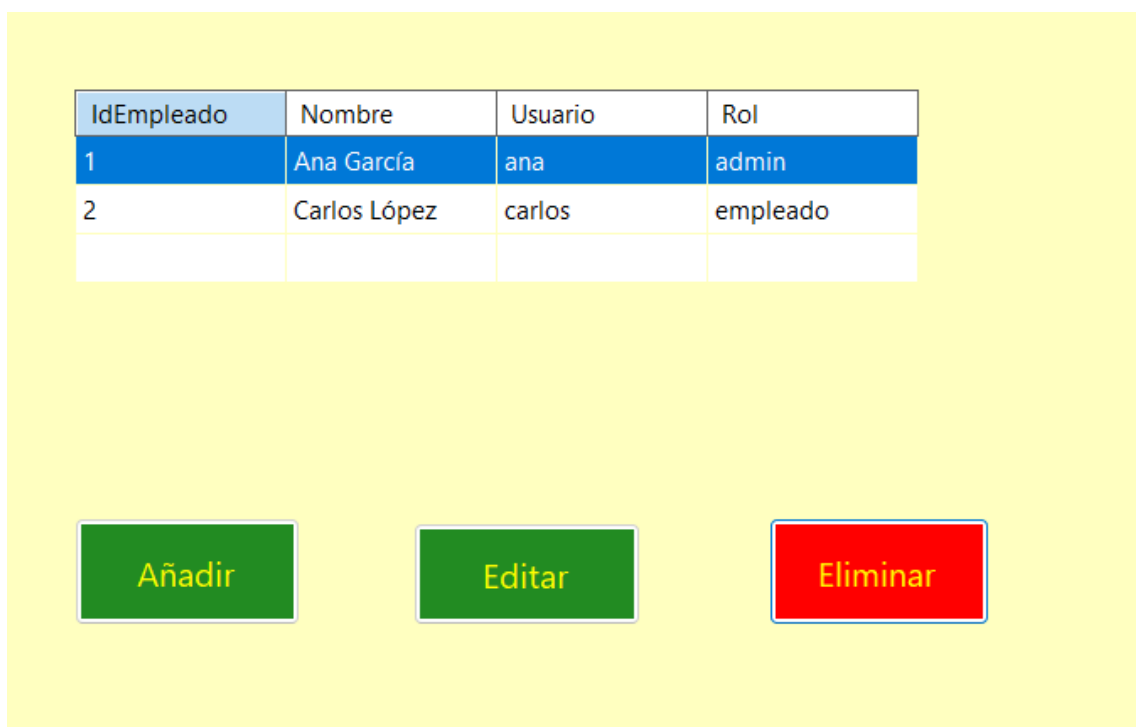 IdEmpleado Nombre Usuario Rol
1 Ana García ana admin
2 Carlos López carlos empleado
Añadir Editar Eliminar